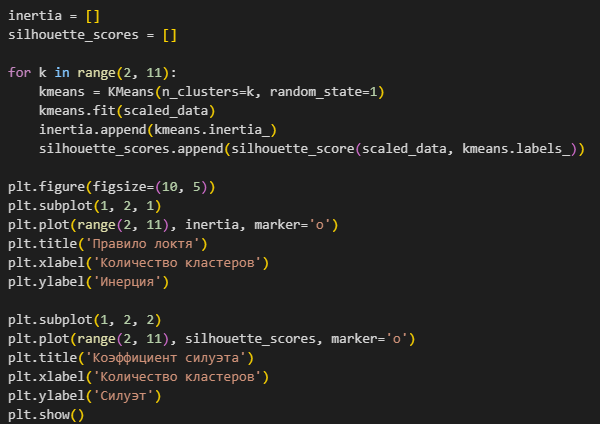 inertia = []
silhouette_scores = []
for k in range(2, 11):
    kmeans = KMeans(n_clusters=k, random_state=1)
    kmeans.fit(scaled_data)
    inertia.append(kmeans.inertia_)
    silhouette_scores.append(silhouette_score(scaled_data, kmeans.labels_))
plt.figure(figsize=(10, 5))
plt.subplot(1, 2, 1)
plt.plot(range(2, 11), inertia, marker='o')
plt.title('Правило локтя')
plt.xlabel('Количество кластеров')
plt.ylabel('Инерция')
plt.subplot(1, 2, 2)
plt.plot(range(2, 11), silhouette_scores, marker='o')
plt.title('Коэффициент силуэта')
plt.xlabel('Количество кластеров')
plt.ylabel('Силуэт')
plt.show()